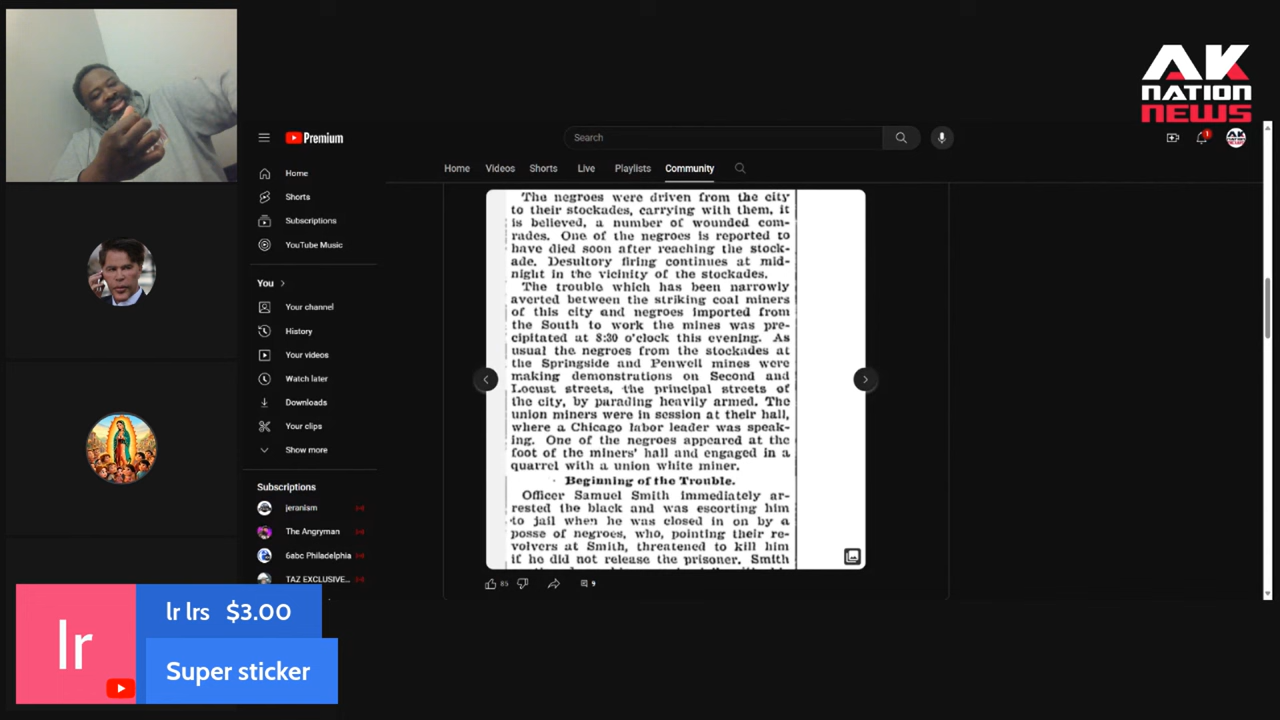 AK
NATION
NEWS
Premium
Search
Home
Videos
Shorts
Live
Playlists
Community
1
Home
Shorts
Subscriptions
YouTube Music
You
Your channel
History
Your videos
Watch later
Downloads
Your clips
Show more
Subscriptions
jeranism
The Angryman
6abc Philadelphia
TAZ EXCLUSIVE...
The negroes were driven from the city
to their stockades, carrying with them, it
is believed, a number of wounded com-
rades. One of the negroes is reported to
have died soon after reaching the stock-
ade. Desultory firing continues at mid-
night in the vicinity of the stockades.
The trouble which has been narrowly
averted between the striking coal miners
of this city and negroes imported from
the South to work the mines was pre-
cipitated at 8:30 o'clock this evening. As
usual the negroes from the stockades at
the Springside and Penwell mines were
making demonstrations on Second and
Locust streets, the principal streets of
the city, by parading heavily armed. The
union miners were in session at their hall,
where a Chicago labor leader was speak-
ing. One of the negroes appeared at the
foot of the miners' hall and engaged in a
quarrel with a union white miner.
Beginning of the Trouble.
Officer Samuel Smith immediately ar-
rested the black and was escorting him
to jail when he was closed in on by a
posse of negroes, who, pointing their re-
volvers at Smith, threatened to kill him
if he did not release the prisoner. Smith
85
9
lr
lr lrs $3.00
Super sticker